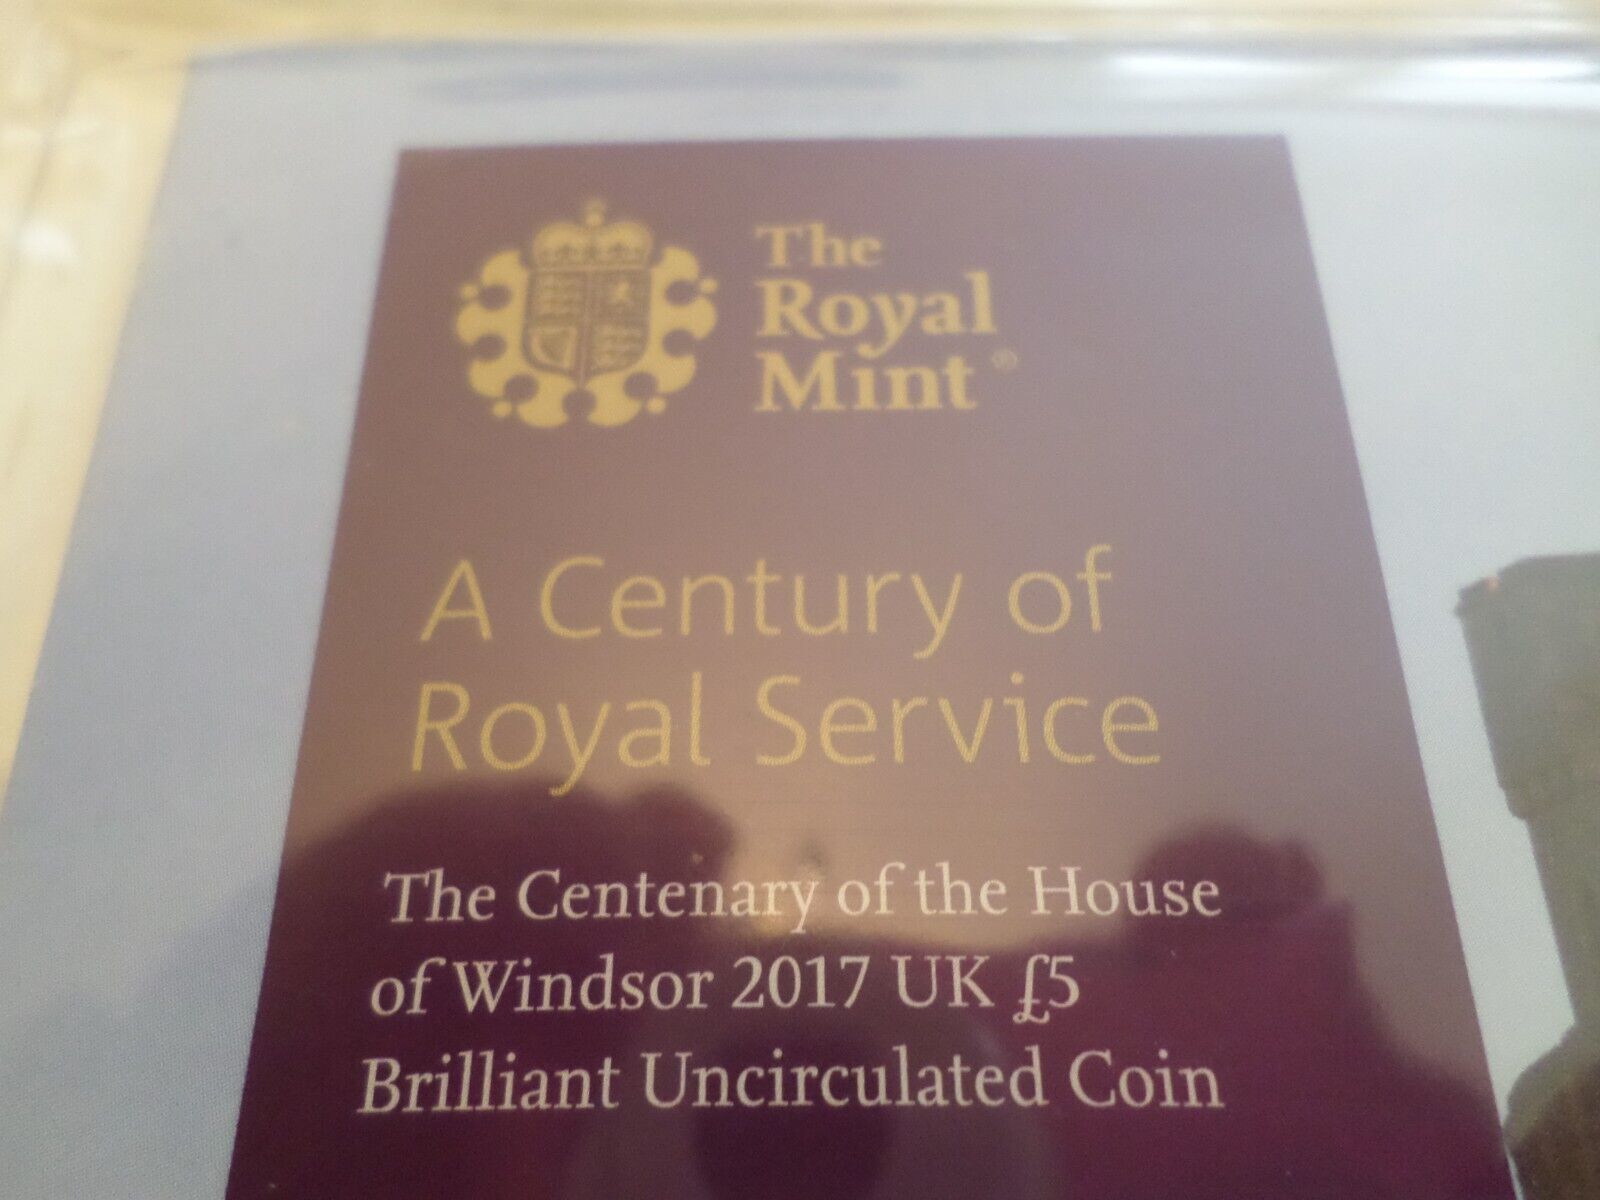 The
Royal
Mint®
A Century of
Royal Service
The Centenary of the House
of Windsor 2017 UK £5
Brilliant Uncirculated Coin